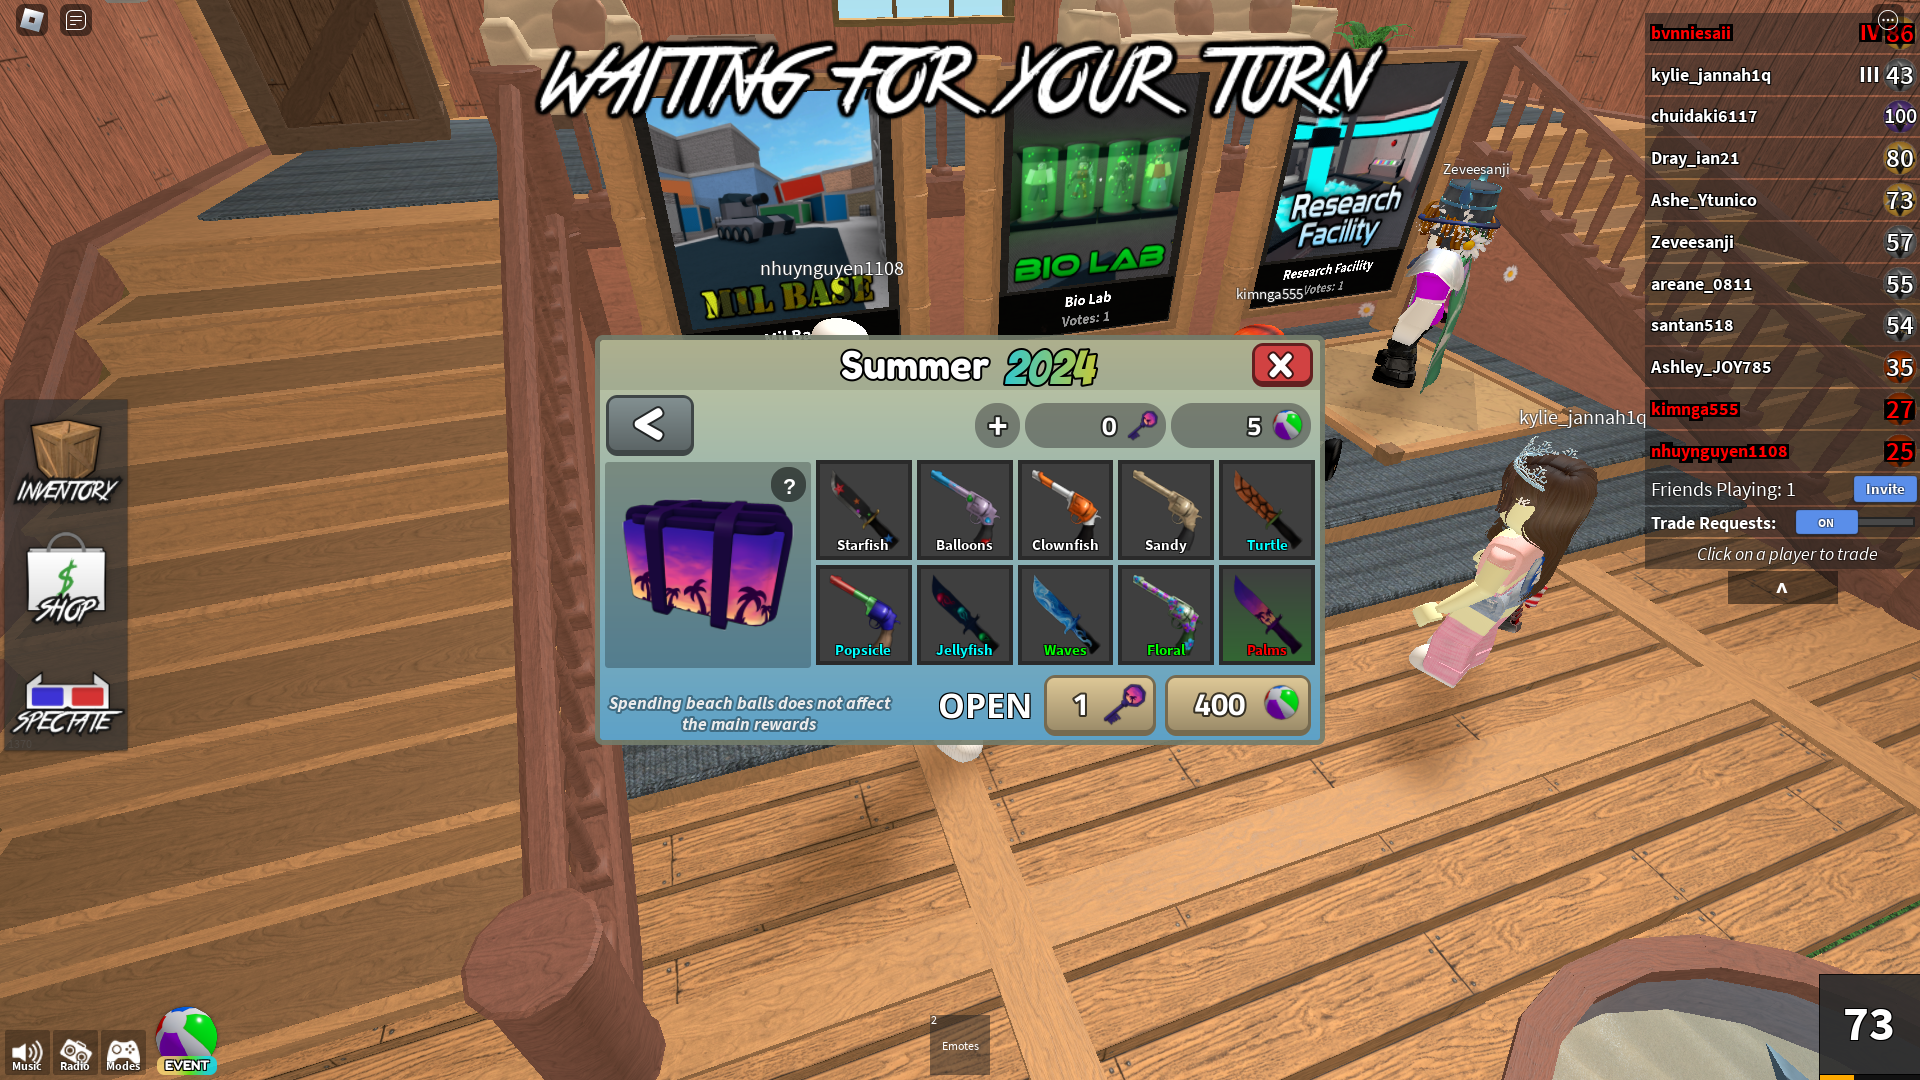 WAITING FOR YOUR TURN
bvnniesaii IV 86
kylie_jannah1q III 43
chuidaki6117 100
Dray_ian21 80
Ashe_Ytunico 73
Zeveesanji 57
areane_0811 55
santan518 54
Ashley_JOY785 35
kimnga555 27
nhuynguyen1108 25
Friends Playing: 1 Invite
Trade Requests: ON
Click on a player to trade
^
Zeveesanji
Research
Facility
Research Facility
Votes: 1
kimnga555
BIO LAB
Bio Lab
Votes: 1
nhuynguyen1108
MIL BASE
kylie_jannah1q
Summer 2024
X
<
+ 0 5
?
Starfish Balloons Clownfish Sandy Turtle
Popsicle Jellyfish Waves Floral Palms
Spending beach balls does not affect
the main rewards
OPEN 1 400
INVENTORY
$
SHOP
SPECTATE
Music Radio Modes EVENT
2
Emotes
73